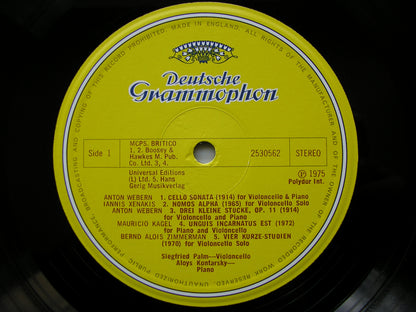 BROADCASTING AND COPYING OF THIS RECORD PROHIBITED. MADE IN ENGLAND. ALL RIGHTS OF THE MANUFACTURER AND OF THE OWNER OF THE RECORDED WORK RESERVED. UNAUTHORISED PUBLIC PERFORMANCE,
Deutsche
Grammophon
Side 1
MCPS. BRITICO
1. 2. Boosey &
Hawkes M. Pub.
Co. Ltd. 3, 4.
Universal Editions
(L) Ltd. 5. Hans
Gerig Musikverlag
2530562
STEREO
Ⓟ 1975
Polydor Int.
ANTON WEBERN 1. CELLO SONATA (1914) for Violoncello & Piano
IANNIS XENAKIS 2. NOMOS ALPHA (1965) for Violoncello Solo
ANTON WEBERN 3. DREI KLEINE STUCKE, OP. 11 (1914)
for Violoncello and Piano
MAURICIO KAGEL 4. UNGUIS INCARNATUS EST (1972)
for Piano and Violoncello
BERND ALOIS ZIMMERMAN 5. VIER KURZE-STUDIEN
(1970) for Violoncello Solo
Siegfried Palm—Violoncello
Aloys Kontarsky—
Piano